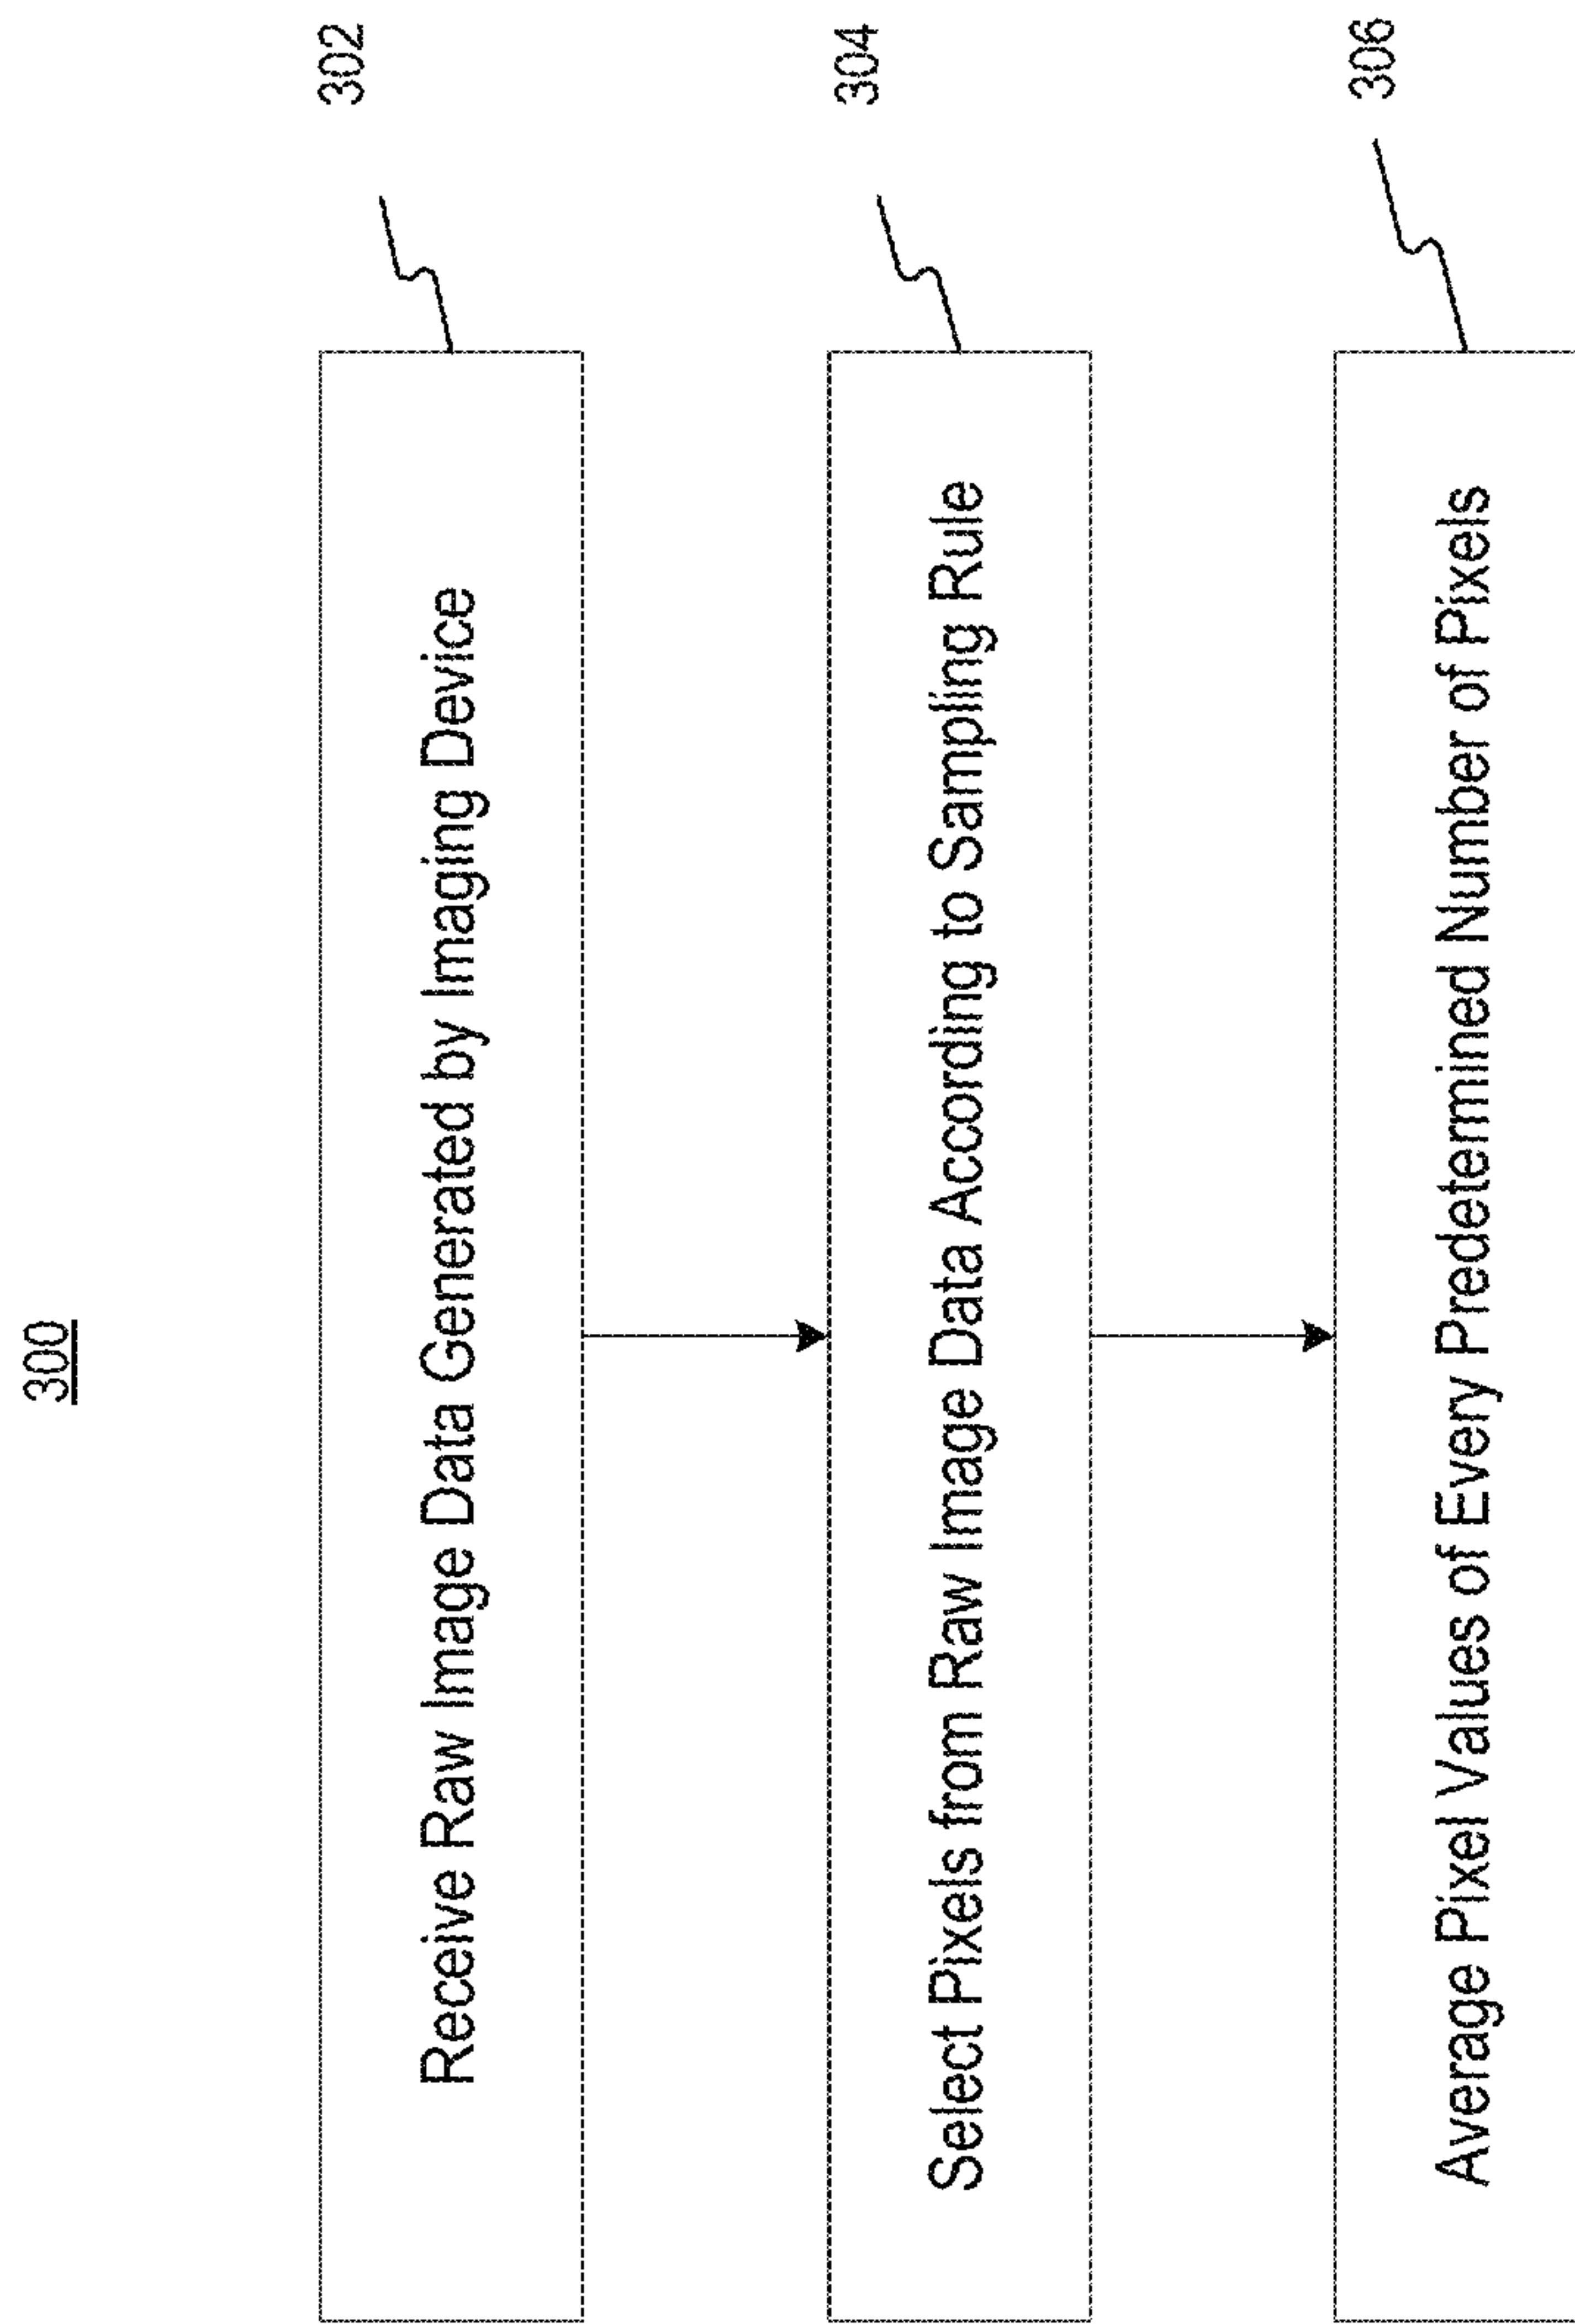 300
Receive Raw Image Data Generated by Imaging Device
302
Select Pixels from Raw Image Data According to Sampling Rule
304
Average Pixel Values of Every Predetermined Number of Pixels
306